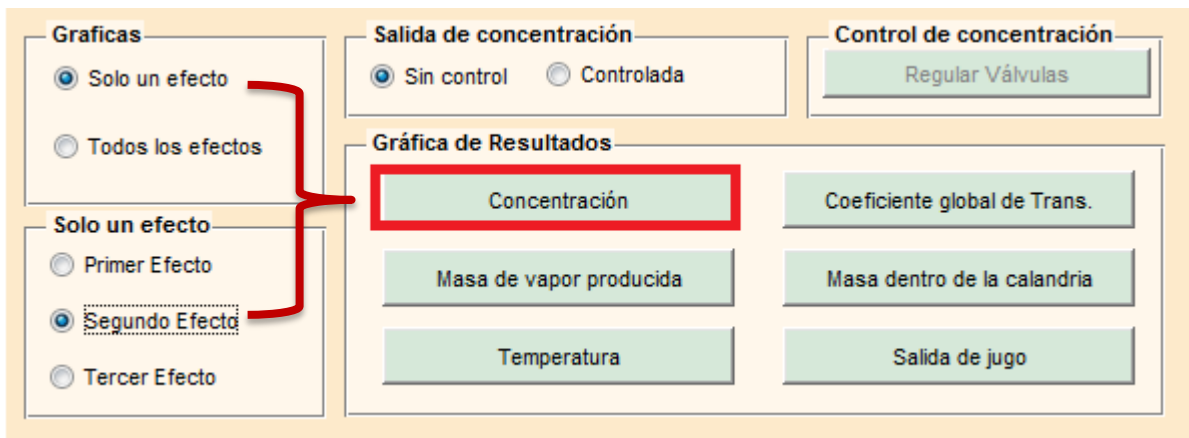 Graficas
Solo un efecto
Todos los efectos
Solo un efecto
Primer Efecto
Segundo Efecto
Tercer Efecto
Salida de concentración
Sin control
Controlada
Control de concentración
Regular Válvulas
Gráfica de Resultados
Concentración
Coeficiente global de Trans.
Masa de vapor producida
Masa dentro de la calandria
Temperatura
Salida de jugo